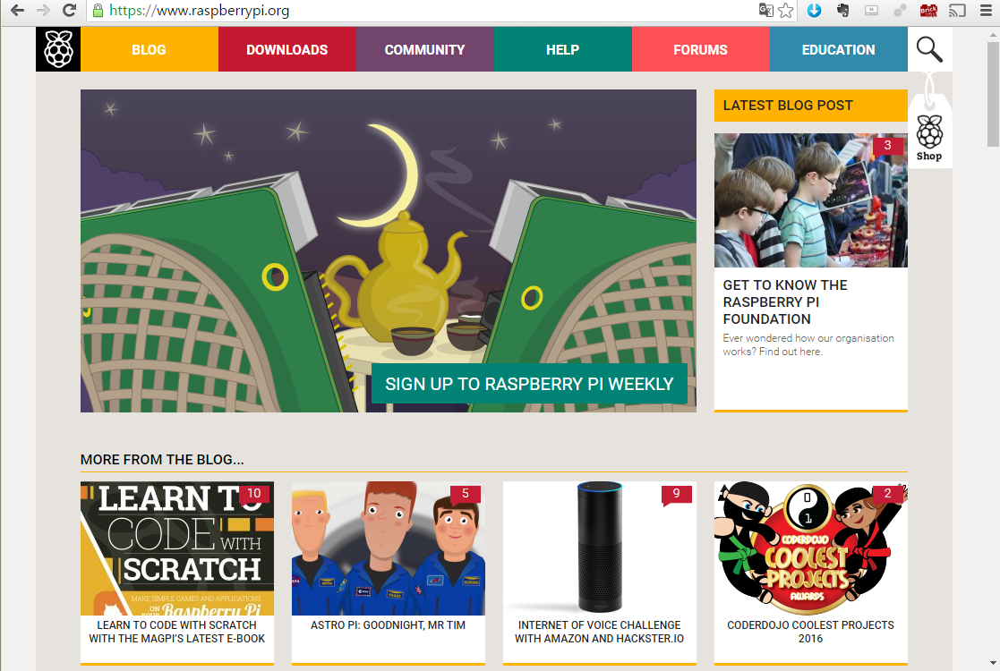 https://www.raspberrypi.org
BLOG
DOWNLOADS
COMMUNITY
HELP
FORUMS
EDUCATION
Shop
SIGN UP TO RASPBERRY PI WEEKLY
LATEST BLOG POST
3
GET TO KNOW THE
RASPBERRY PI
FOUNDATION
Ever wondered how our organisation
works? Find out here.
MORE FROM THE BLOG...
10
LEARN TO
CODE WITH
SCRATCH
MAKE SIMPLE GAMES AND APPLICATIONS
ON
Raspberry Pi
LEARN TO CODE WITH SCRATCH
WITH THE MAGPI'S LATEST E-BOOK
5
ASTRO PI: GOODNIGHT, MR TIM
9
INTERNET OF VOICE CHALLENGE
WITH AMAZON AND HACKSTER.IO
2
0
1
CODERDOJO
COOLEST
PROJECTS
AWARDS
CODERDOJO COOLEST PROJECTS
2016